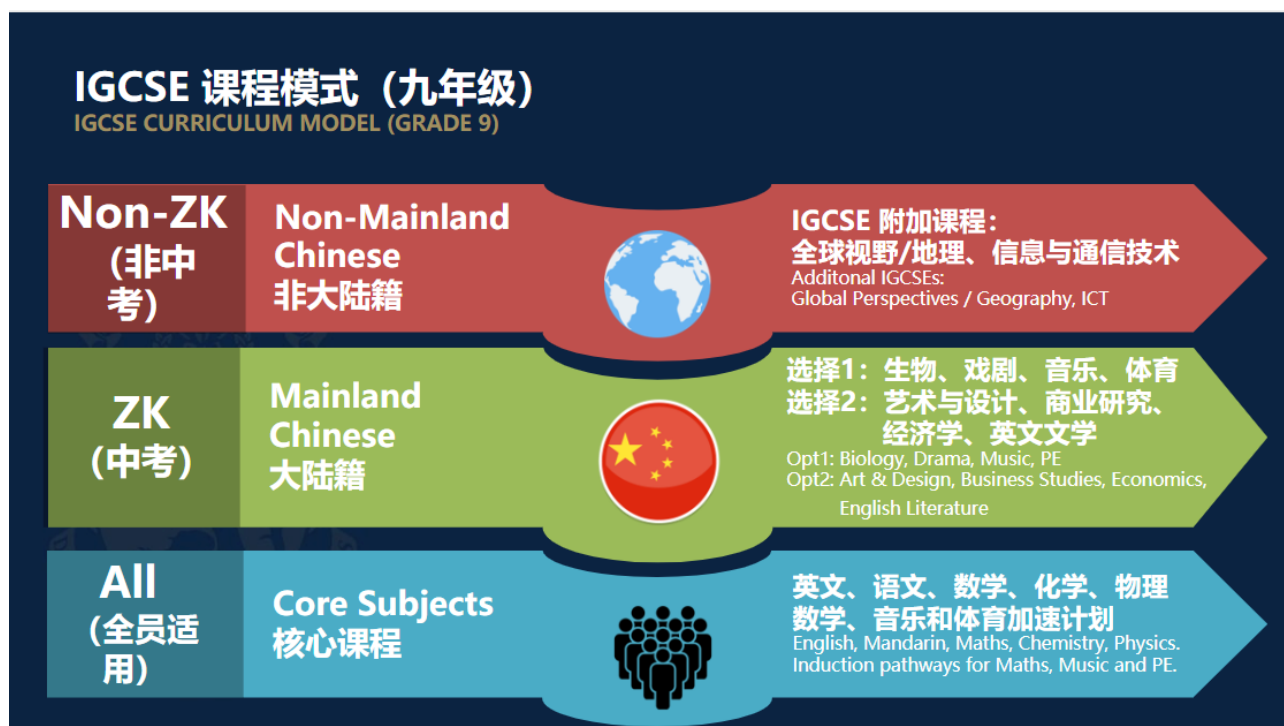 IGCSE 课程模式（九年级）
IGCSE CURRICULUM MODEL (GRADE 9)
Non-ZK
(非中
考)
Non-Mainland
Chinese
非大陆籍
IGCSE 附加课程：
全球视野/地理、信息与通信技术
Additonal IGCSEs:
Global Perspectives / Geography, ICT
ZK
(中考)
Mainland
Chinese
大陆籍
选择1：生物、戏剧、音乐、体育
选择2：艺术与设计、商业研究、
经济学、英文文学
Opt1: Biology, Drama, Music, PE
Opt2: Art & Design, Business Studies, Economics,
English Literature
All
(全员适
用)
Core Subjects
核心课程
英文、语文、数学、化学、物理
数学、音乐和体育加速计划
English, Mandarin, Maths, Chemistry, Physics.
Induction pathways for Maths, Music and PE.